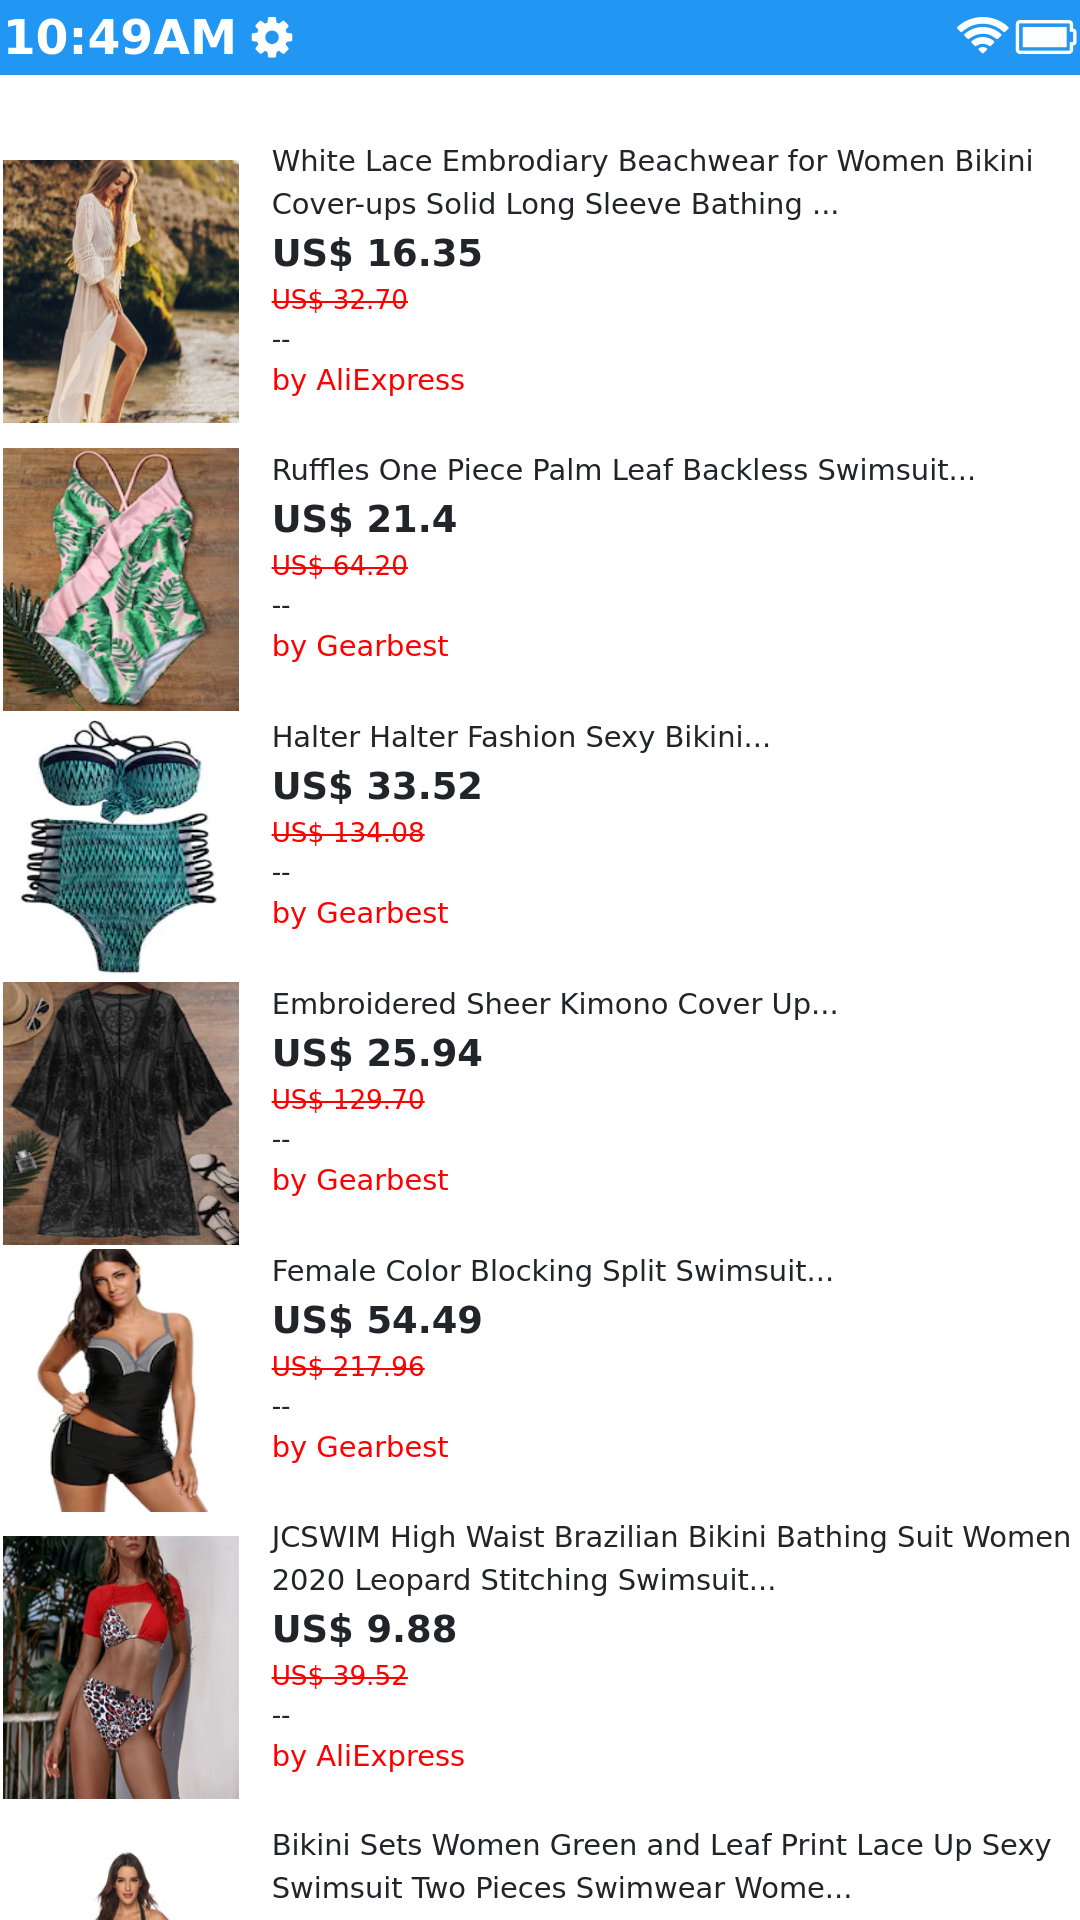 10:49AM
White Lace Embrodiary Beachwear for Women Bikini
Cover-ups Solid Long Sleeve Bathing ...
US$ 16.35
US$ 32.70
--
by AliExpress
Ruffles One Piece Palm Leaf Backless Swimsuit...
US$ 21.4
US$ 64.20
--
by Gearbest
Halter Halter Fashion Sexy Bikini...
US$ 33.52
US$ 134.08
--
by Gearbest
Embroidered Sheer Kimono Cover Up...
US$ 25.94
US$ 129.70
--
by Gearbest
Female Color Blocking Split Swimsuit...
US$ 54.49
US$ 217.96
--
by Gearbest
JCSWIM High Waist Brazilian Bikini Bathing Suit Women
2020 Leopard Stitching Swimsuit...
US$ 9.88
US$ 39.52
--
by AliExpress
Bikini Sets Women Green and Leaf Print Lace Up Sexy
Swimsuit Two Pieces Swimwear Wome...